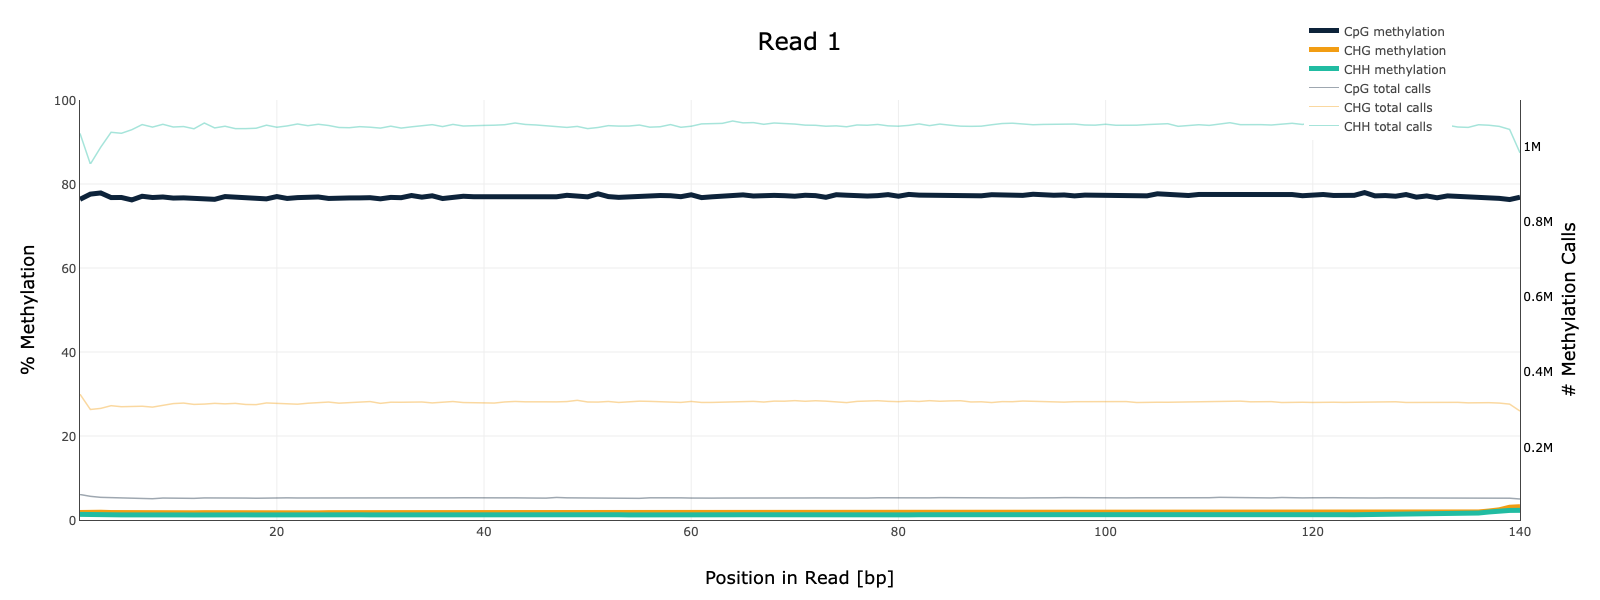 Read 1
CpG methylation
CHG methylation
CHH methylation
CpG total calls
CHG total calls
CHH total calls
100
80
60
40
20
0
% Methylation
1M
0.8M
0.6M
0.4M
0.2M
# Methylation Calls
20
40
60
80
100
120
140
Position in Read [bp]